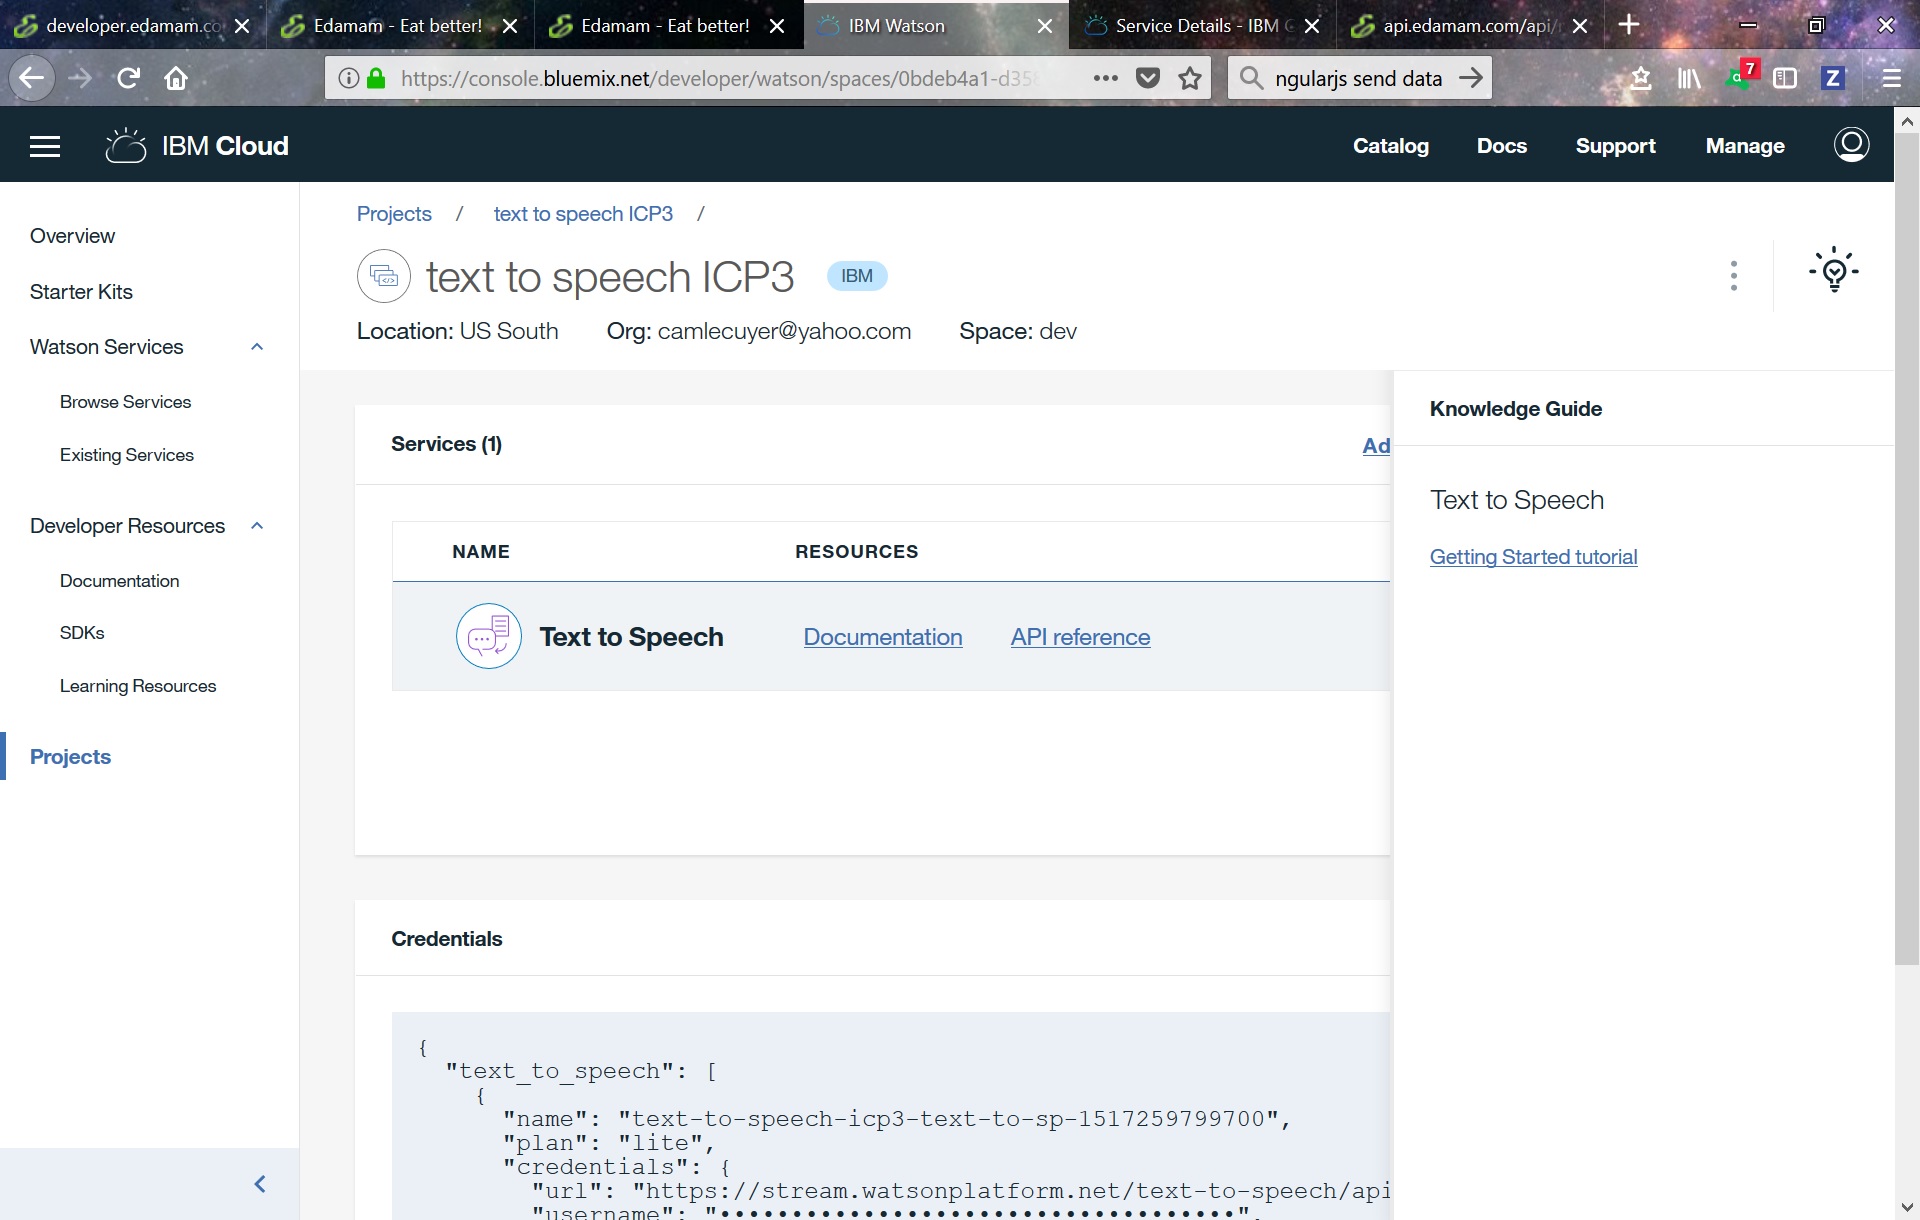 developer.edamam.co
Edamam - Eat better!
Edamam - Eat better!
IBM Watson
Service Details - IBM
api.edamam.com/api/
https://console.bluemix.net/developer/watson/spaces/0bdeb4a1-d358
ngularjs send data
7
Z
IBM Cloud
Catalog
Docs
Support
Manage
Overview
Starter Kits
Watson Services
Browse Services
Existing Services
Developer Resources
Documentation
SDKs
Learning Resources
Projects
Projects / text to speech ICP3 /
text to speech ICP3 IBM
Location: US South Org: camlecuyer@yahoo.com Space: dev
Services (1)
Ad
NAME RESOURCES
Text to Speech Documentation API reference
Knowledge Guide
Text to Speech
Getting Started tutorial
Credentials
{
"text_to_speech": [
{
"name": "text-to-speech-icp3-text-to-sp-1517259799700",
"plan": "lite",
"credentials": {
"url": "https://stream.watsonplatform.net/text-to-speech/api
"username": "••••••••••••••••••••••••••••••••••••",